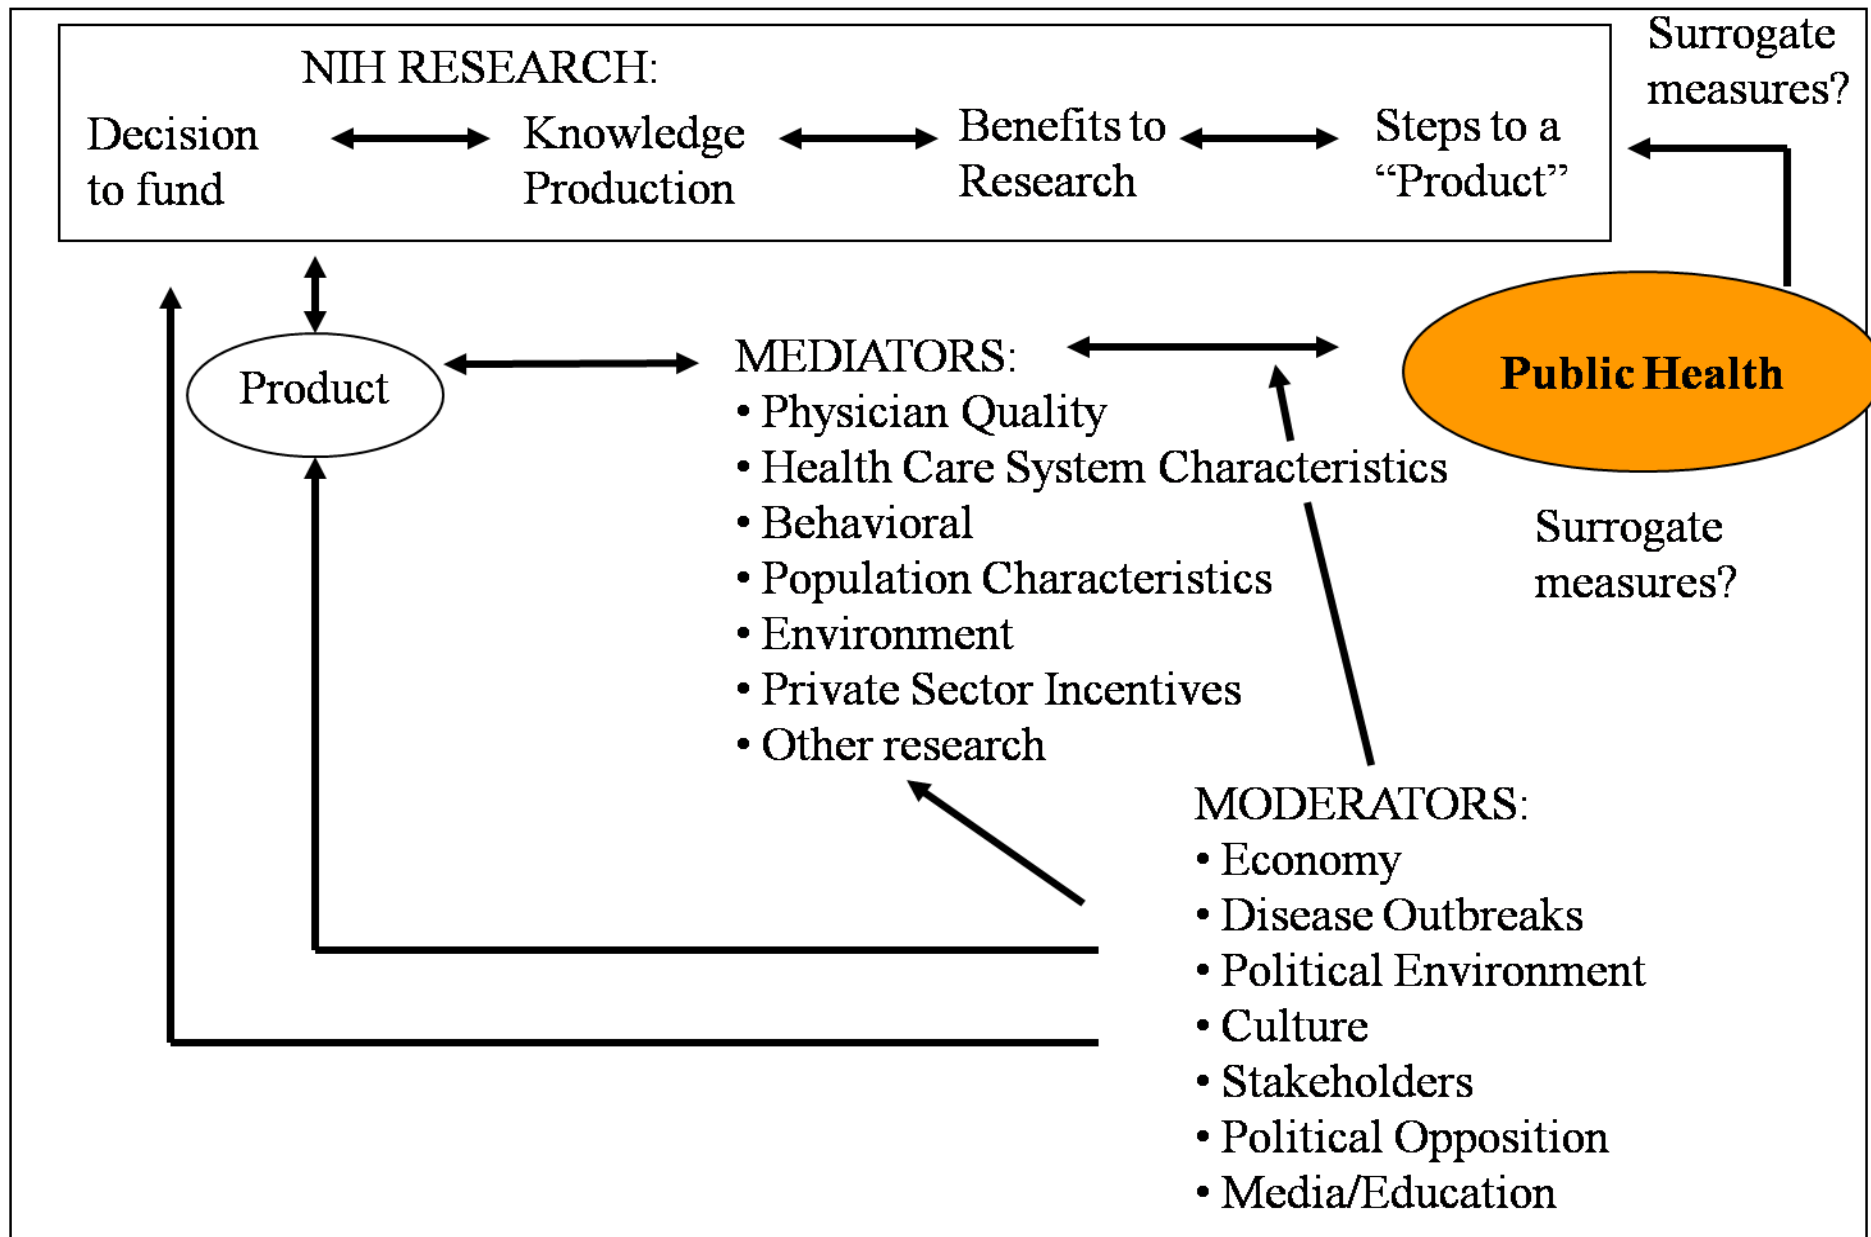 NIH RESEARCH:
Decision
to fund
Knowledge
Production
Benefits to
Research
Steps to a
“Product”
Surrogate
measures?
Product
MEDIATORS:
• Physician Quality
• Health Care System Characteristics
• Behavioral
• Population Characteristics
• Environment
• Private Sector Incentives
• Other research
Public Health
Surrogate
measures?
MODERATORS:
• Economy
• Disease Outbreaks
• Political Environment
• Culture
• Stakeholders
• Political Opposition
• Media/Education